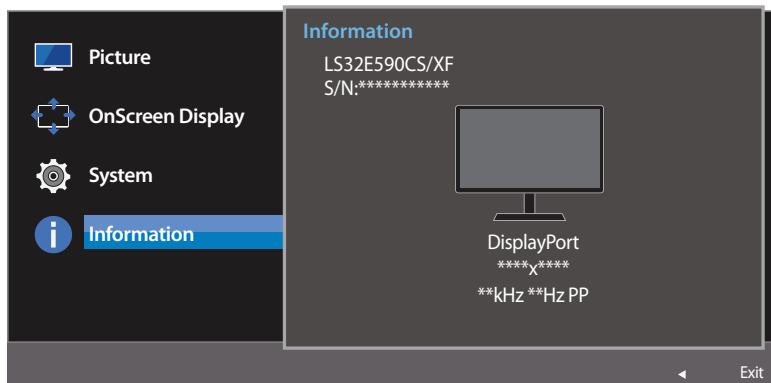 Picture
OnScreen Display
System
Information
Information
LS32E590CS/XF
S/N:***********
DisplayPort
****x****
**kHz **Hz PP
Exit